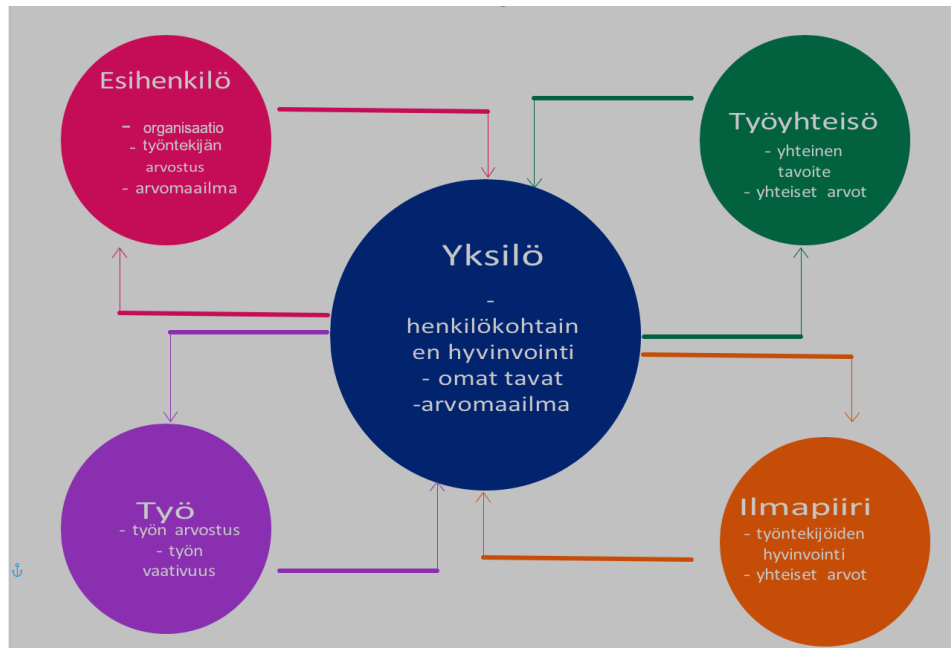 Esihenkilö
– organisaatio
- työntekijän
arvostus
- arvomaailma
Työyhteisö
- yhteinen
tavoite
- yhteiset arvot
Yksilö
-
henkilökohtain
en hyvinvointi
- omat tavat
-arvomaailma
Työ
- työn arvostus
- työn
vaativuus
Ilmapiiri
- työntekijöiden
hyvinvointi
- yhteiset arvot